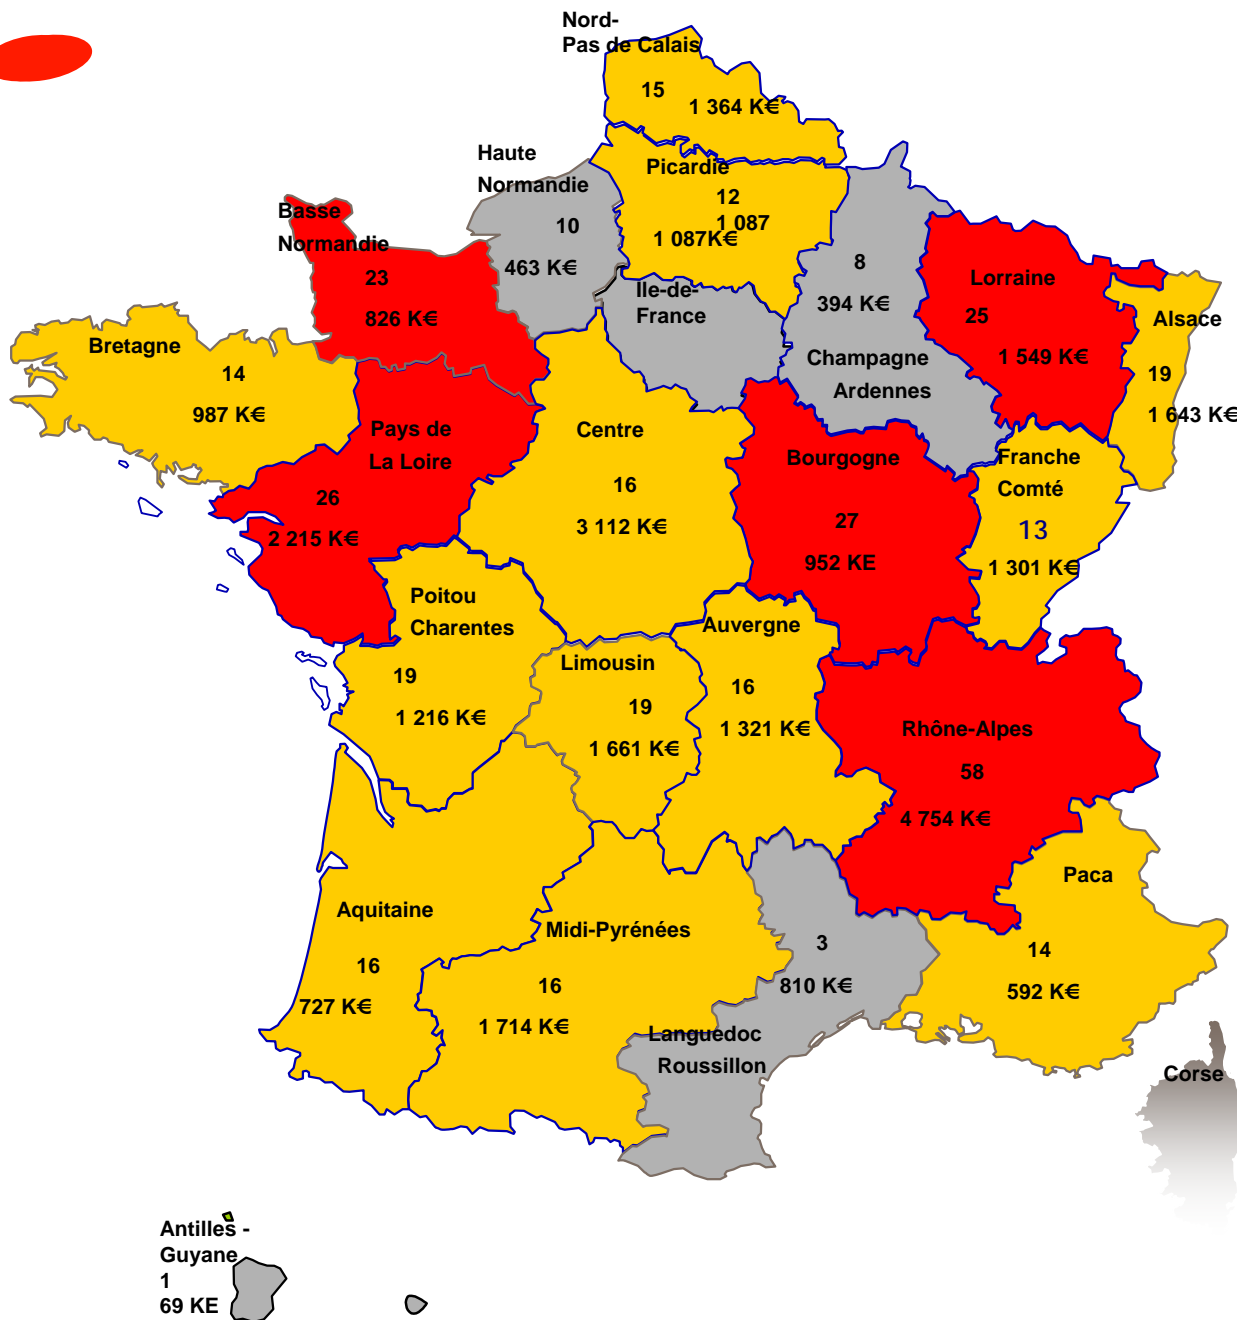 Nord-
Pas de Calais
15
1 364 K€
Haute
Normandie
10
463 K€
Picardie
12
1 087
1 087K€
Basse
Normandie
23
826 K€
8
394 K€
Champagne
Ardennes
Lorraine
25
1 549 K€
Alsace
19
1 643 K€
Ile-de-
France
Bretagne
14
987 K€
Pays de
La Loire
26
2 215 K€
Centre
16
3 112 K€
Bourgogne
27
952 KE
Franche
Comté
13
1 301 K€
Poitou
Charentes
19
1 216 K€
Limousin
19
1 661 K€
Auvergne
16
1 321 K€
Rhône-Alpes
58
4 754 K€
Paca
14
592 K€
Aquitaine
16
727 K€
Midi-Pyrénées
16
1 714 K€
3
810 K€
Languedoc
Roussillon
Corse
Antilles -
Guyane
1
69 KE